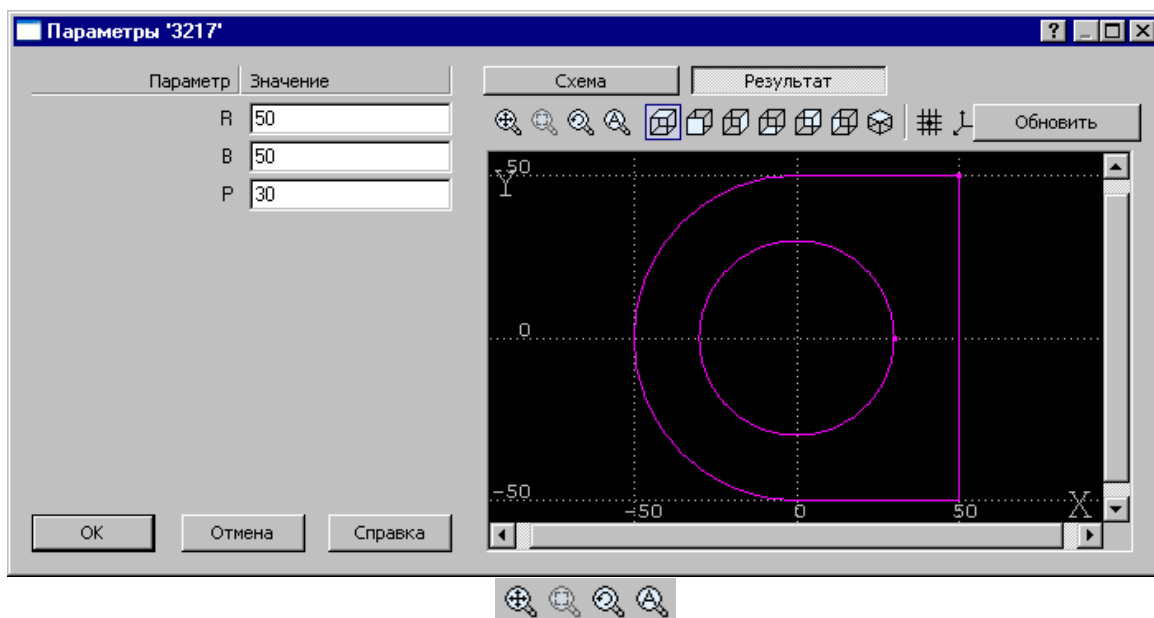 Параметры '3217'
Параметр Значение
R 50
B 50
P 30
Схема Результат
Обновить
50
Y
0
-50
-50 0 50 X
OK Отмена Справка